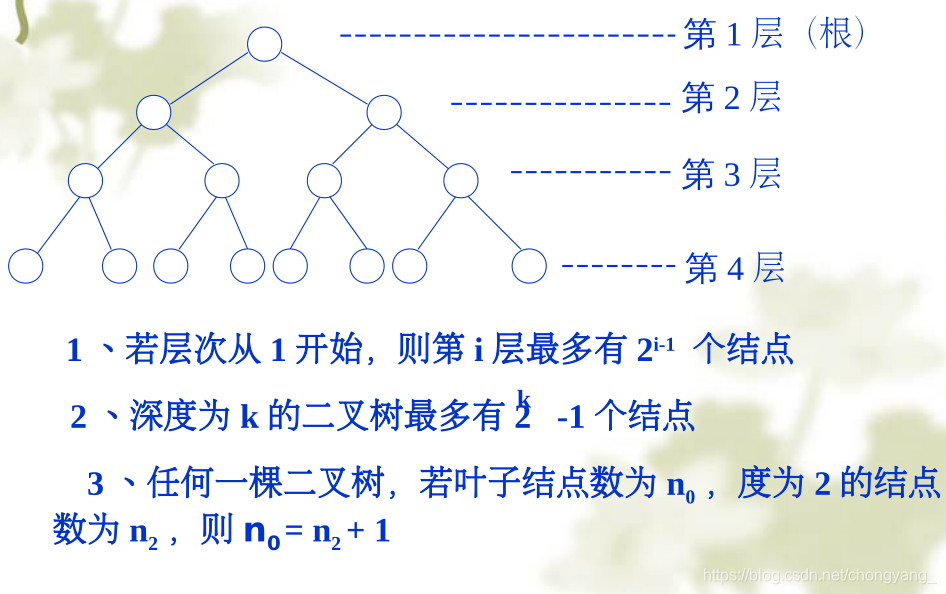 第 1 层（根）
第 2 层
第 3 层
第 4 层
1 、若层次从 1 开始，则第 i 层最多有 2^{i-1} 个结点
2 、深度为 k 的二叉树最多有 2^k -1 个结点
3 、任何一棵二叉树，若叶子结点数为 n_0 ，度为 2 的结点
数为 n_2 ，则 n_0 = n_2 + 1
https://blog.csdn.net/chongyang_